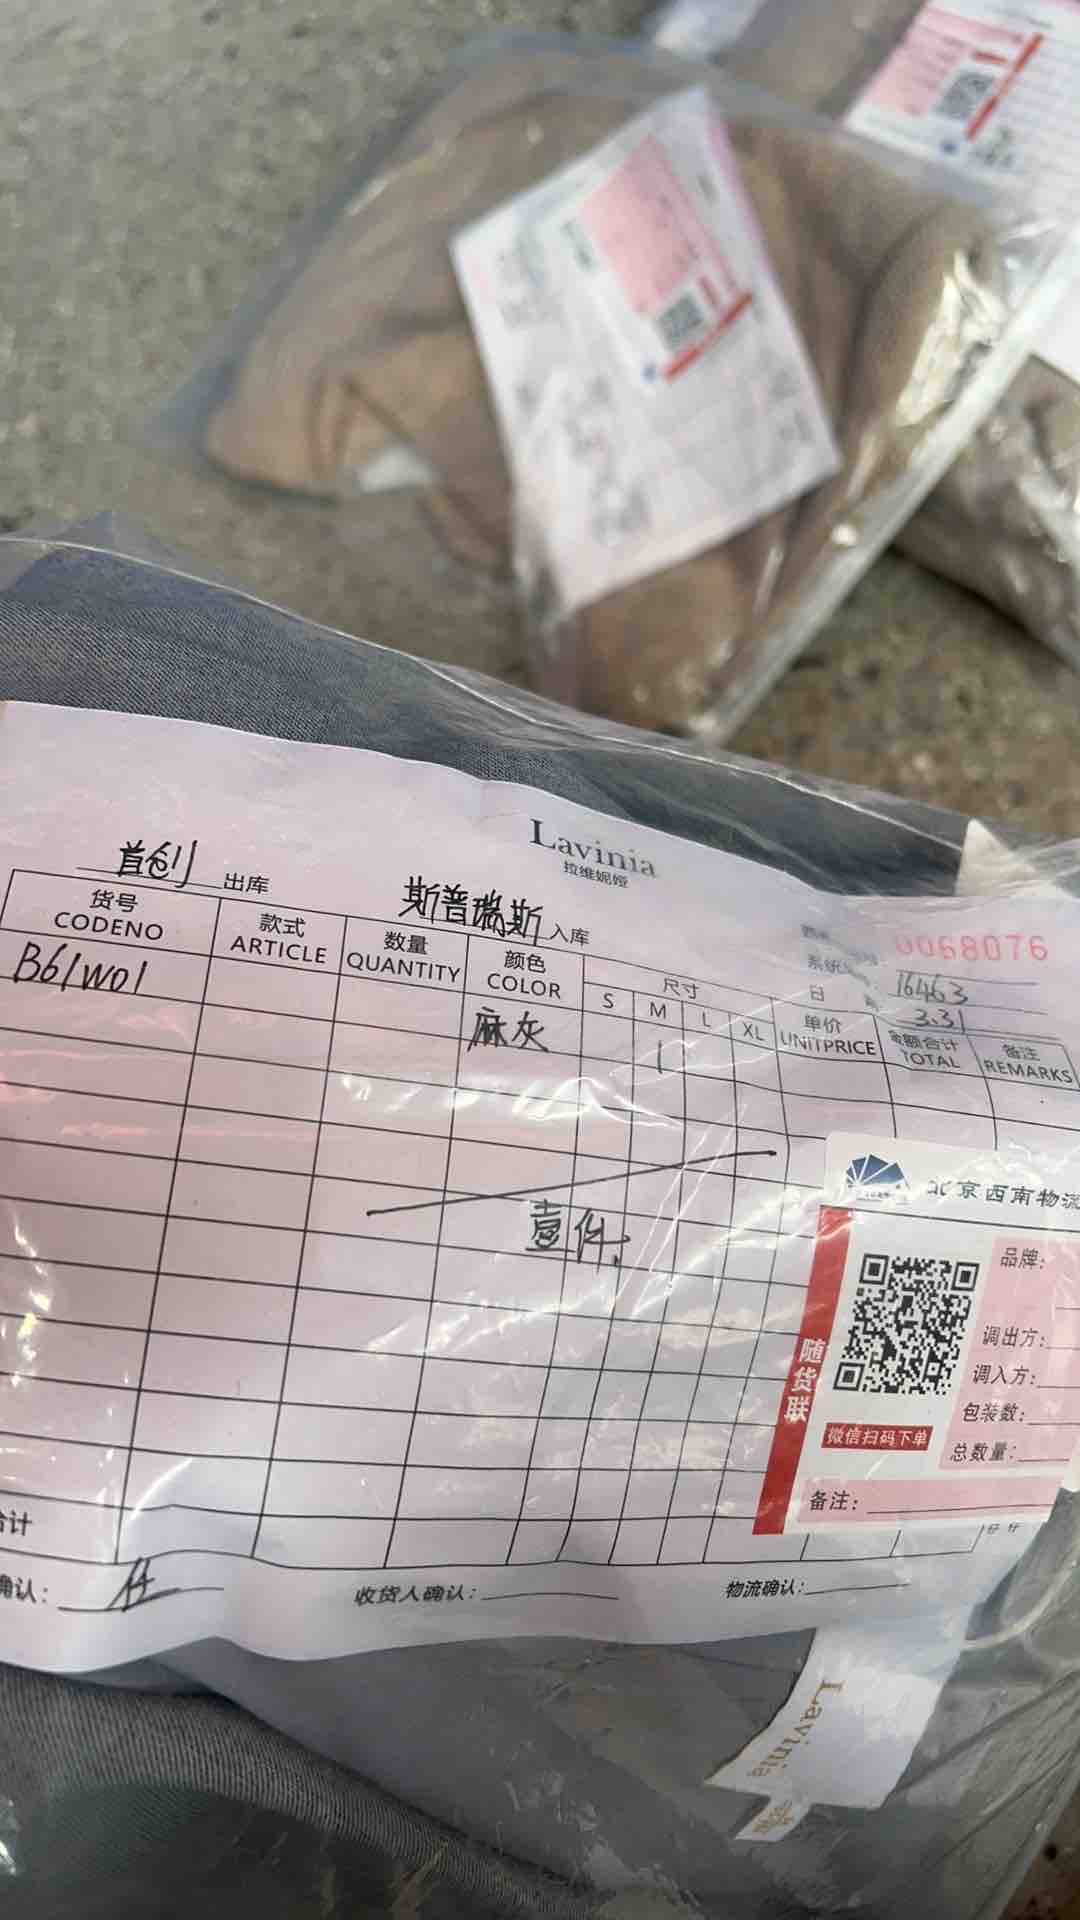 Lavinia
拉维妮娅
首创 出库
斯普瑞斯 入库
0068076
16463
日
3.31
货号 款式 数量 颜色 尺寸 单价 金额合计 备注
CODENO ARTICLE QUANTITY COLOR S M L XL UNITPRICE TOTAL REMARKS
B61W01 麻灰 1
壹件
北京西南物流
品牌:
调出方:
调入方:
包装数:
总数量:
随货联
微信扫码下单
备注:
合计
确认: 任
收货人确认:
物流确认:
Lavinia